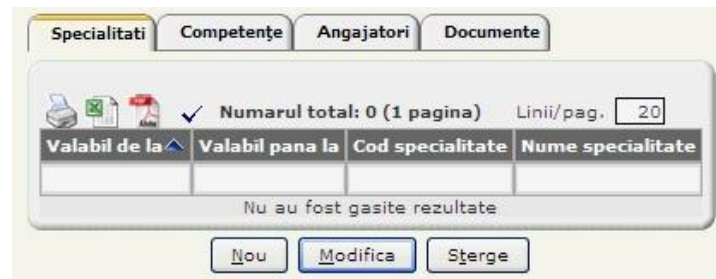 Specialitati Competenţe Angajatori Documente
Numarul total: 0 (1 pagina) Linii/pag. 20
Valabil de la Valabil pana la Cod specialitate Nume specialitate
Nu au fost gasite rezultate
Nou Modifica Sterge